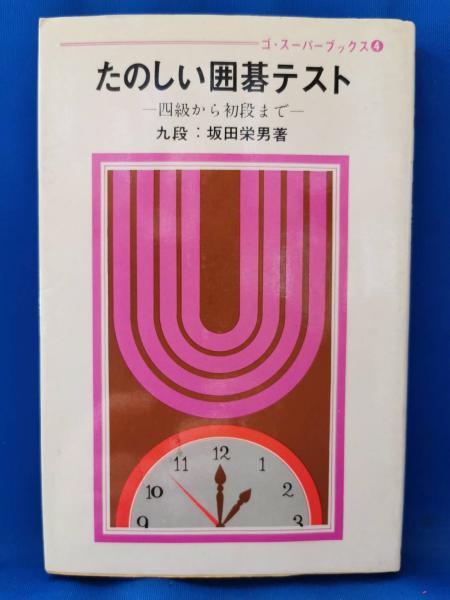 ゴ・スーパーブックス4
たのしい囲碁テスト
―四級から初段まで―
九段：坂田栄男著
12
11
1
10
2
9
3